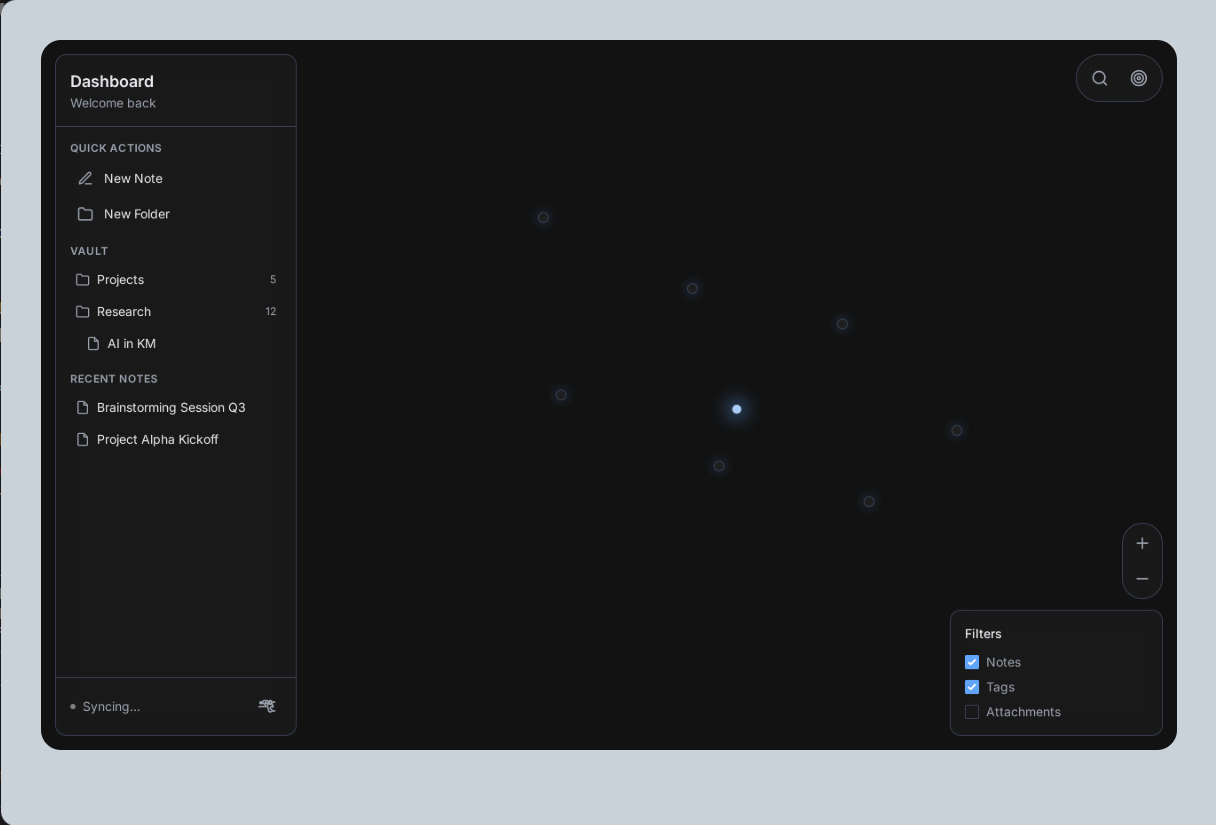 Dashboard
Welcome back
QUICK ACTIONS
New Note
New Folder
VAULT
Projects 5
Research 12
AI in KM
RECENT NOTES
Brainstorming Session Q3
Project Alpha Kickoff
Syncing...
Filters
Notes
Tags
Attachments